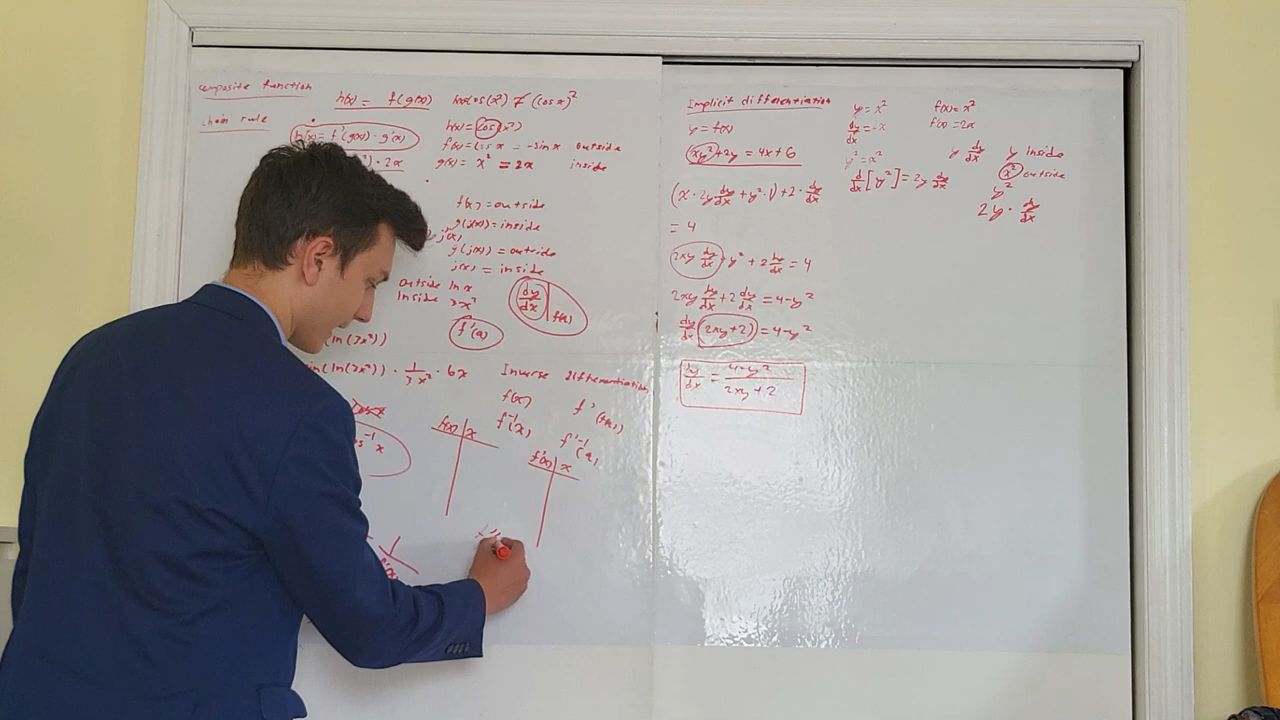 composite function
h(x) = f(g(x))
(x²) ≠ (cos x)²
chain rule
h(x) = f'(g(x)) · g'(x)
h(x) = cos(x²)
²) · 2x
f(x) = cos x = -sin x outside
g(x) = x² = 2x inside
f(x) = outside
g(j(x)) = inside
j(x)
g(j(x)) = outside
j(x) = inside
outside ln x
inside 3x²
dy/dx | f(a)
f'(a)
(ln(3x²))
in(ln(3x²)) · 1/3x² · 6x
Inverse differentiation
f(x)
f⁻¹(x)
f'
f'⁻¹(a)
f(x) | x
f'(x) | x
os⁻¹ x
Implicit differentiation
y = f(x)
xy² + 2y = 4x + 6
(x · 2y dy/dx + y² · 1) + 2 · dy/dx
= 4
2xy dy/dx + y² + 2 dy/dx = 4
2xy dy/dx + 2 dy/dx = 4 - y²
dy/dx (2xy + 2) = 4 - y²
dy/dx = 4 - y² / 2xy + 2
y = x²
f(x) = x²
f'(x) = 2x
y² = x²
d/dx [y²] = 2y dy/dx
y dy/dx
y inside
x² outside
y²
2y · dy/dx